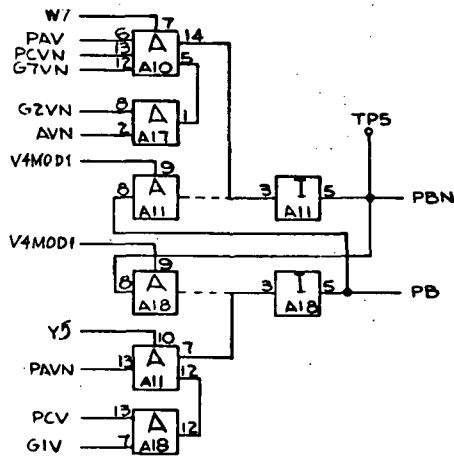 W7
7
PAV 6 A 14
PCVN 13 5
G7VN 12 A10
G2VN 8 A 1
AVN 2 A17
TP5
V4MOD1 9
8 A 3 I 5 PBN
A11 A11
V4MOD1 9
8 A 3 I 5 PB
A18 A18
Y5 10
7
PAVN 13 A 12
A11
PCV 13 A 12
G1V 7 A18